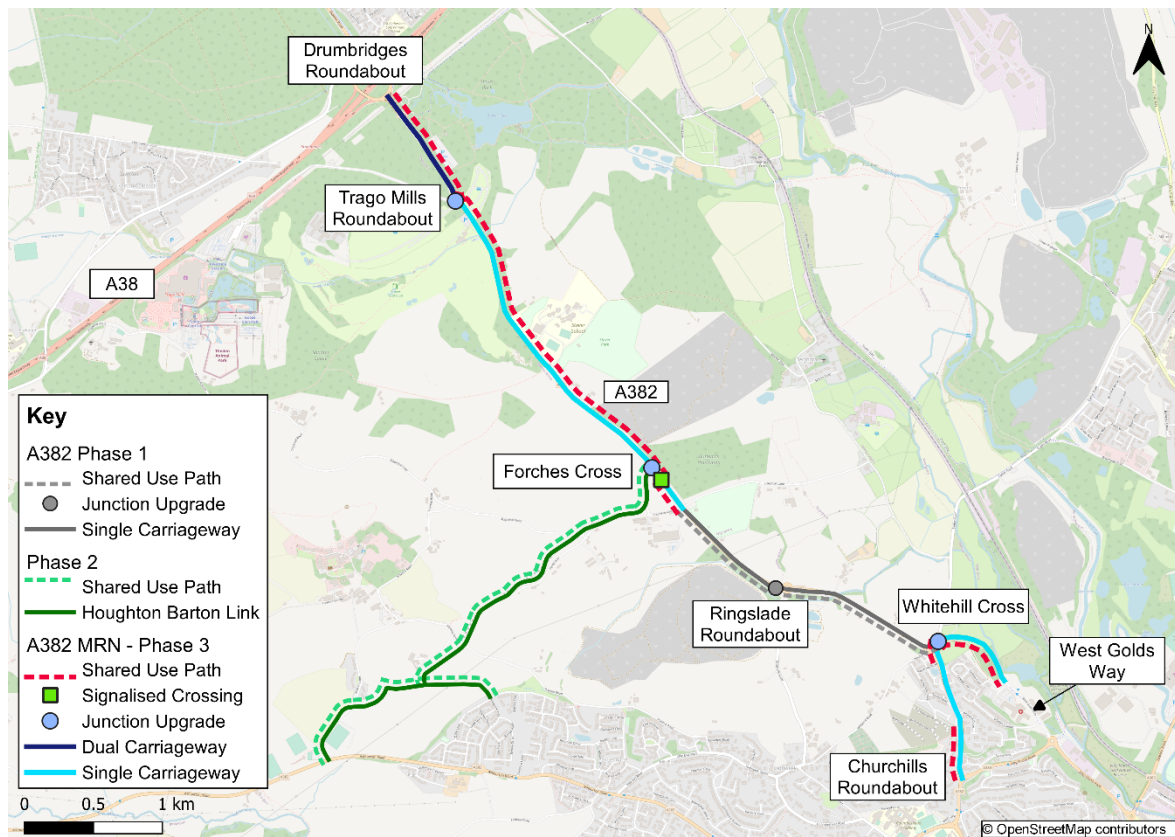 Drumbridges
Roundabout
N
Trago Mills
Roundabout
A38
A382
Forches Cross
Ringslade
Roundabout
Whitehill Cross
West Golds
Way
Churchills
Roundabout
Key
A382 Phase 1
Shared Use Path
Junction Upgrade
Single Carriageway
Phase 2
Shared Use Path
Houghton Barton Link
A382 MRN - Phase 3
Shared Use Path
Signalised Crossing
Junction Upgrade
Dual Carriageway
Single Carriageway
0 0.5 1 km
© OpenStreetMap contributors